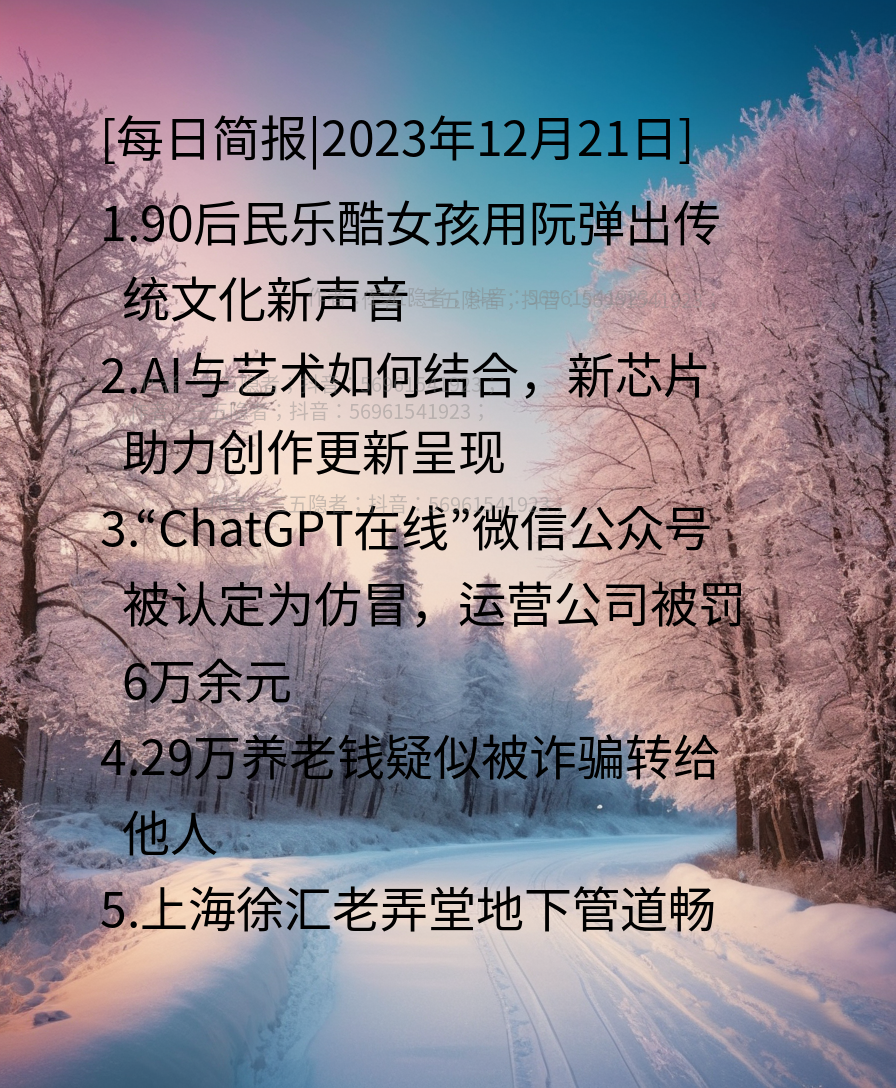 [每日简报|2023年12月21日]
1.90后民乐酷女孩用阮弹出传
统文化新声音
2.AI与艺术如何结合，新芯片
五隐者；抖音：56961541923；
助力创作更新呈现
五隐者；抖音：56961541923
3.“ChatGPT在线”微信公众号
被认定为仿冒，运营公司被罚
6万余元
4.29万养老钱疑似被诈骗转给
他人
5.上海徐汇老弄堂地下管道畅